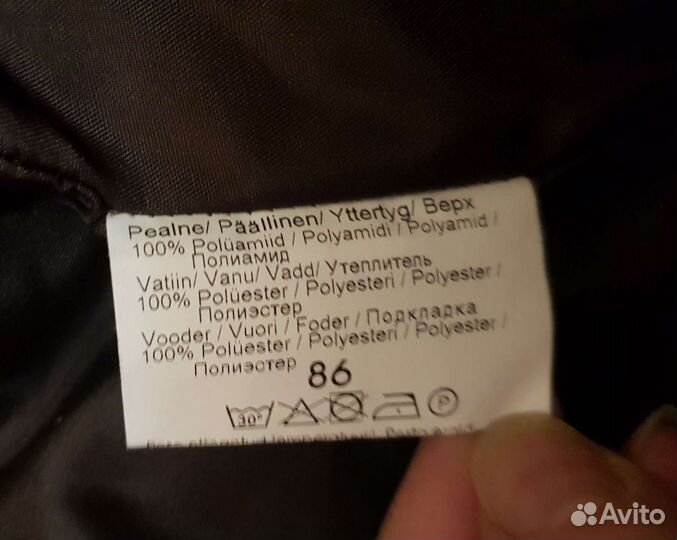 Pealne/ Päällinen/ Yttertyg/ Верх
100% Polüamiid / Polyamidi / Polyamid /
Полиамид
Vatiin/ Vanu/ Vadd/ Утеплитель
100% Polüester / Polyesteri / Polyester /
Полиэстер
Vooder / Vuori / Foder / Подкладка
100% Polüester / Polyesteri / Polyester /
Полиэстер
86
30° P
Avito